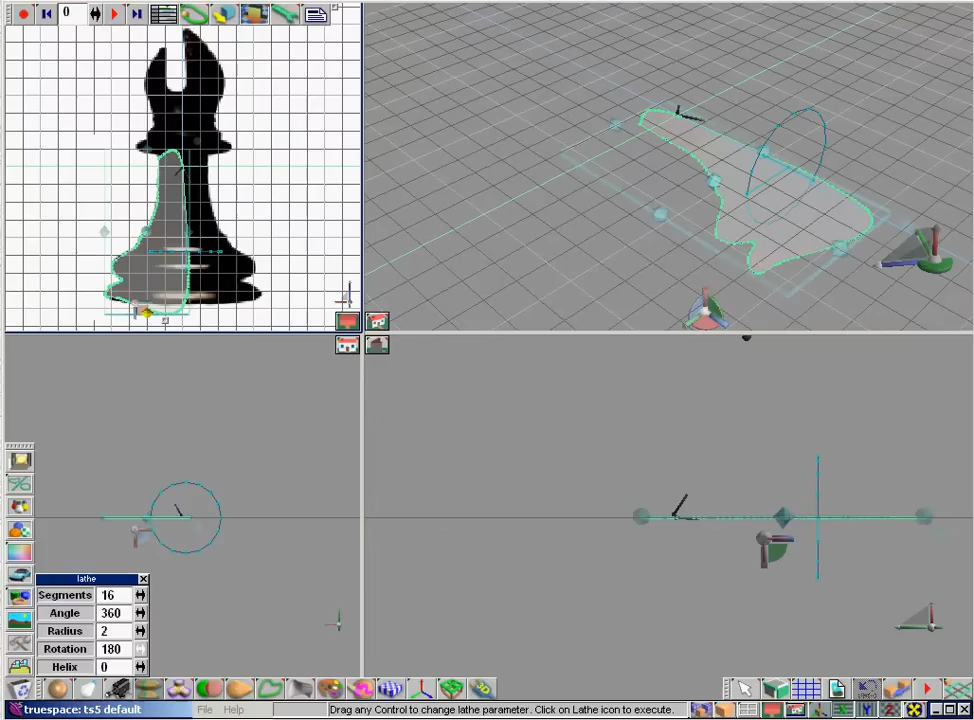 0
lathe
Segments 16
Angle 360
Radius 2
Rotation 180
Helix 0
truespace: ts5 default File Help Drag any Control to change lathe parameter. Click on Lathe icon to execute.